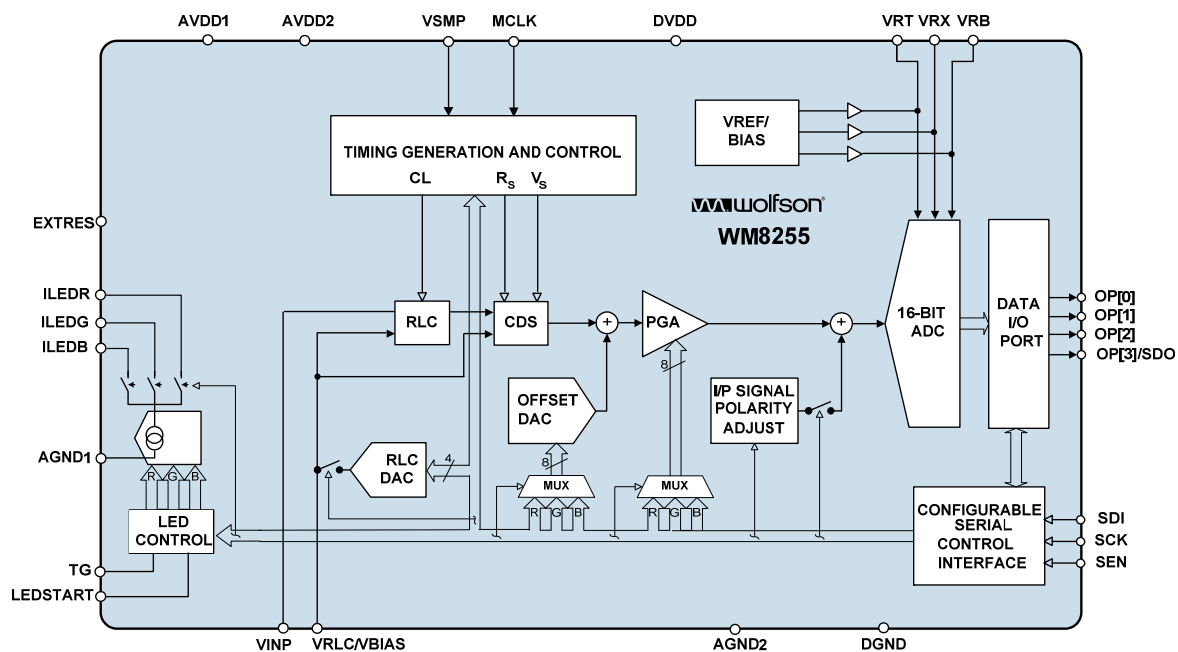 AVDD1 AVDD2 VSMP MCLK DVDD VRT VRX VRB
VREF/
BIAS
TIMING GENERATION AND CONTROL
CL RS VS
wolfson®
WM8255
EXTRES
ILEDR
ILEDG
ILEDB
AGND1
RLC
CDS
+
PGA
+
16-BIT
ADC
DATA
I/O
PORT
OP[0]
OP[1]
OP[2]
OP[3]/SDO
8
OFFSET
DAC
I/P SIGNAL
POLARITY
ADJUST
RLC
DAC
4
8
MUX
R G B
MUX
R G B
R G B
LED
CONTROL
CONFIGURABLE
SERIAL
CONTROL
INTERFACE
SDI
SCK
SEN
TG
LEDSTART
VINP VRLC/VBIAS AGND2 DGND